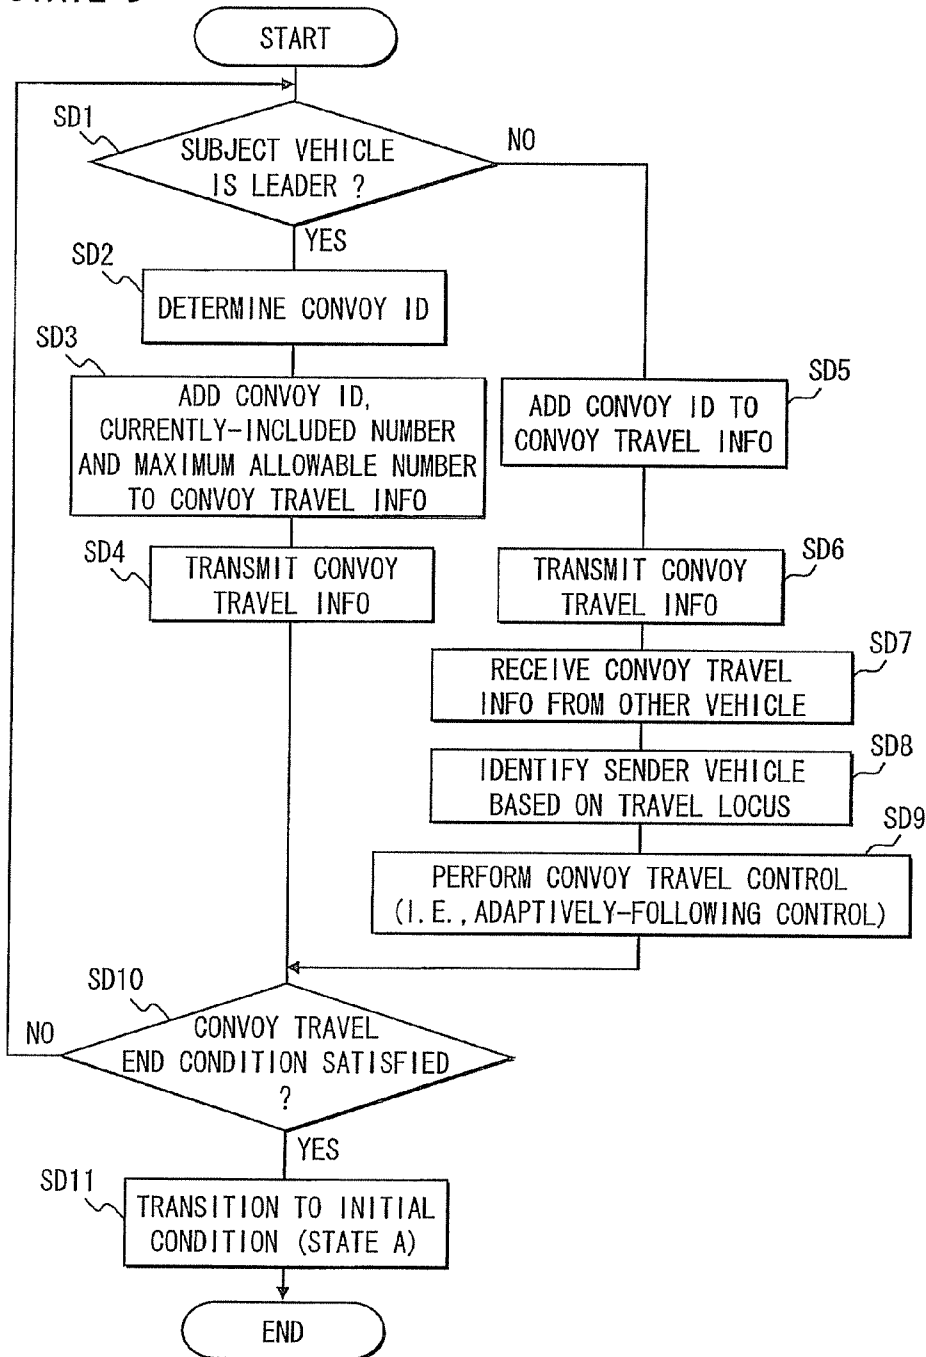 START
SD1
SUBJECT VEHICLE
IS LEADER ?
NO
YES
SD2
DETERMINE CONVOY ID
SD3
ADD CONVOY ID,
CURRENTLY-INCLUDED NUMBER
AND MAXIMUM ALLOWABLE NUMBER
TO CONVOY TRAVEL INFO
SD4
TRANSMIT CONVOY
TRAVEL INFO
SD5
ADD CONVOY ID TO
CONVOY TRAVEL INFO
SD6
TRANSMIT CONVOY
TRAVEL INFO
SD7
RECEIVE CONVOY TRAVEL
INFO FROM OTHER VEHICLE
SD8
IDENTIFY SENDER VEHICLE
BASED ON TRAVEL LOCUS
SD9
PERFORM CONVOY TRAVEL CONTROL
(I.E.,ADAPTIVELY-FOLLOWING CONTROL)
SD10
CONVOY TRAVEL
END CONDITION SATISFIED
?
NO
YES
SD11
TRANSITION TO INITIAL
CONDITION (STATE A)
END